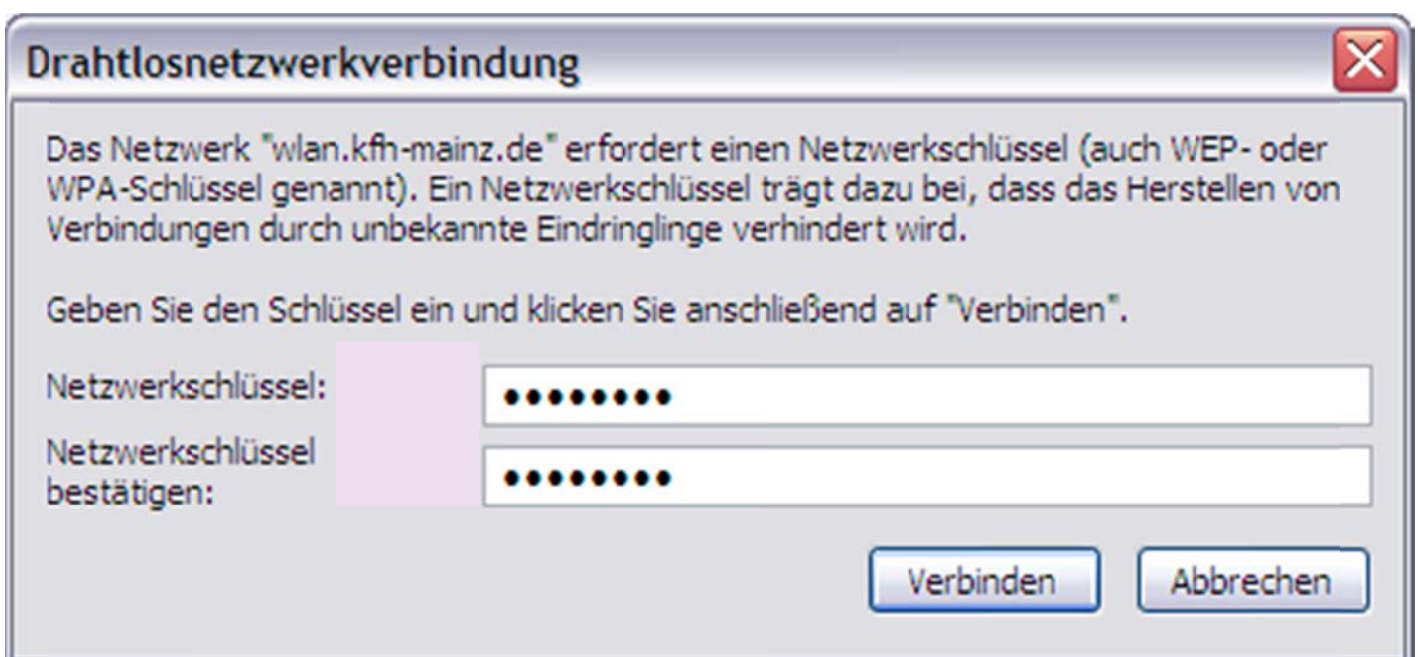 Drahtlosnetzwerkverbindung
Das Netzwerk "wlan.kfh-mainz.de" erfordert einen Netzwerkschlüssel (auch WEP- oder
WPA-Schlüssel genannt). Ein Netzwerkschlüssel trägt dazu bei, dass das Herstellen von
Verbindungen durch unbekannte Eindringlinge verhindert wird.
Geben Sie den Schlüssel ein und klicken Sie anschließend auf "Verbinden".
Netzwerkschlüssel: ••••••••
Netzwerkschlüssel
bestätigen: ••••••••
Verbinden Abbrechen